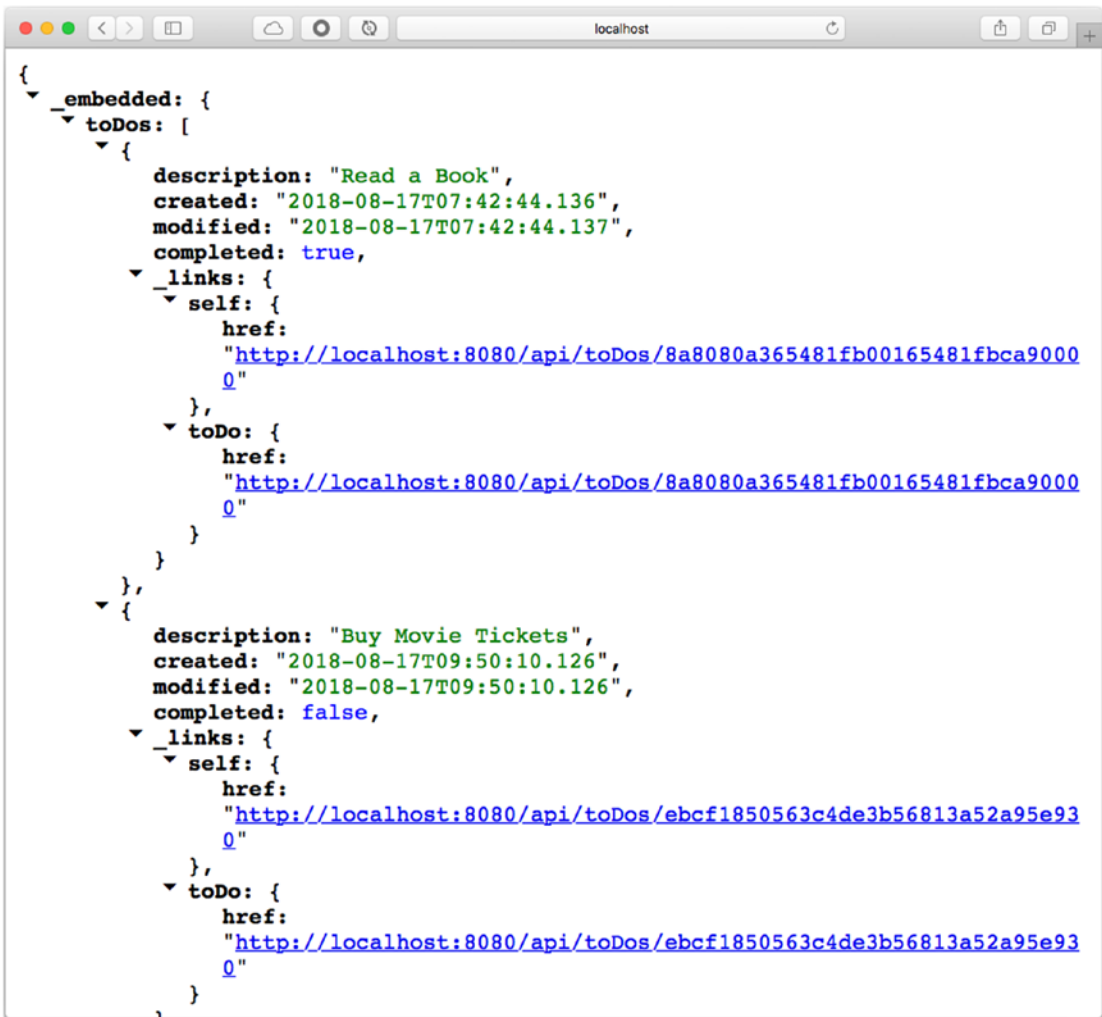 localhost
{
_embedded: {
toDos: [
{
description: "Read a Book",
created: "2018-08-17T07:42:44.136",
modified: "2018-08-17T07:42:44.137",
completed: true,
_links: {
self: {
href:
"http://localhost:8080/api/toDos/8a8080a365481fb00165481fbca9000
0"
},
toDo: {
href:
"http://localhost:8080/api/toDos/8a8080a365481fb00165481fbca9000
0"
}
}
},
{
description: "Buy Movie Tickets",
created: "2018-08-17T09:50:10.126",
modified: "2018-08-17T09:50:10.126",
completed: false,
_links: {
self: {
href:
"http://localhost:8080/api/toDos/ebcf1850563c4de3b56813a52a95e93
0"
},
toDo: {
href:
"http://localhost:8080/api/toDos/ebcf1850563c4de3b56813a52a95e93
0"
}
}